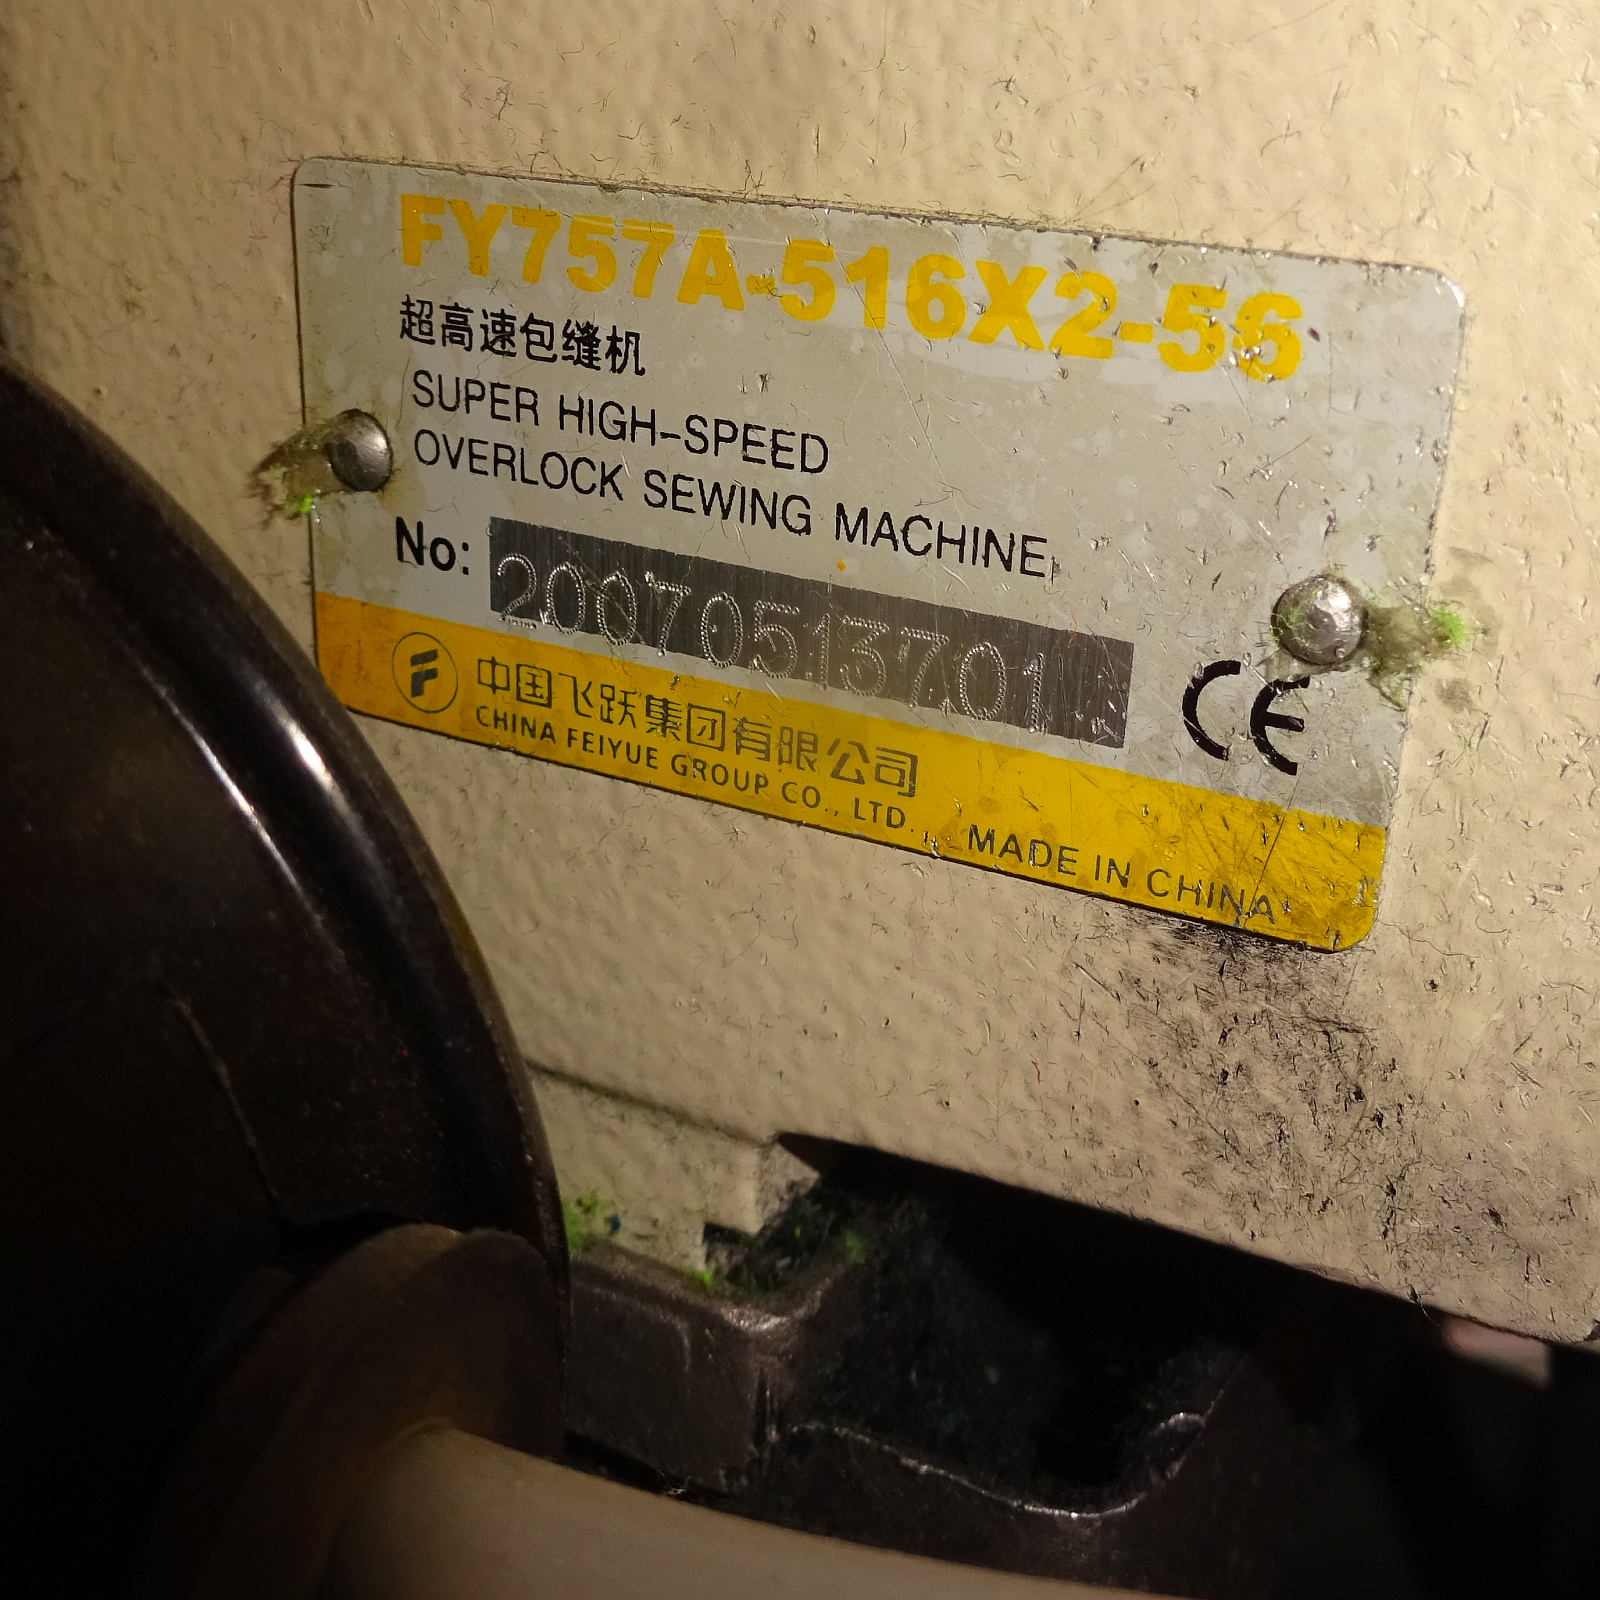 FY757A-516X2-56
超高速包缝机
SUPER HIGH-SPEED
OVERLOCK SEWING MACHINE
No: 20070513701
CE
中国飞跃集团有限公司
CHINA FEIYUE GROUP CO., LTD.
MADE IN CHINA